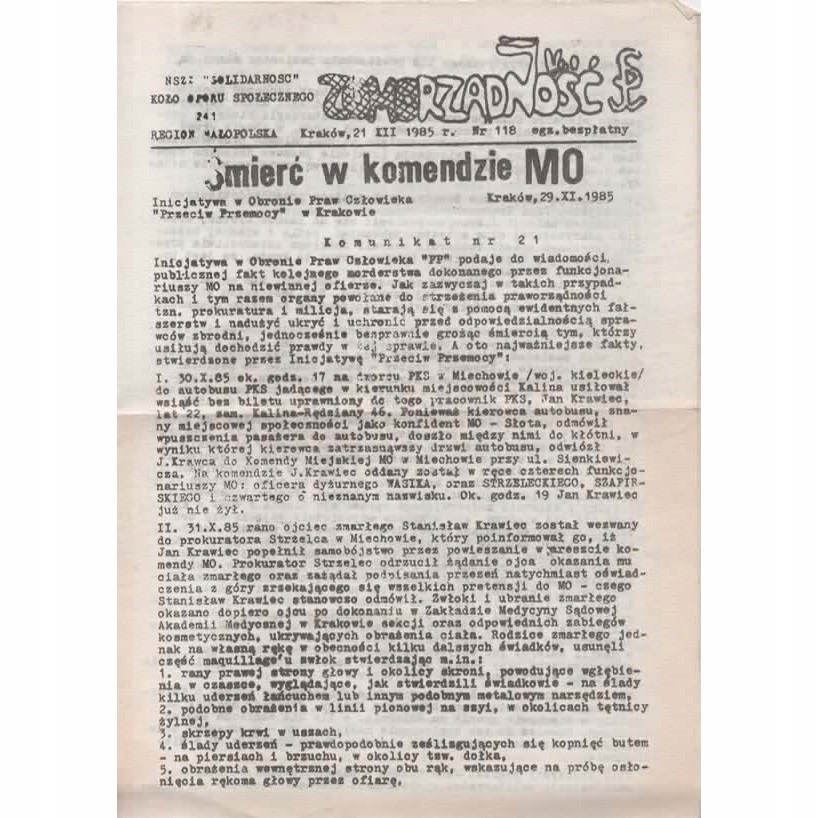 NSZZ "SOLIDARNOSC"
KOŁO OPORU SPOŁECZNEGO
241
REGION MAŁOPOLSKA Kraków, 21 XII 1985 r. Nr 118 egz.bezpłatny
Śmierć w komendzie MO
Inicjatywa w Obronie Praw Człowieka Kraków,29.XI.1985
"Przeciw Przemocy" w Krakowie
Komunikat nr 21
Inicjatywa w Obronie Praw Człowieka "PP" podaje do wiadomości
publicznej fakt kolejnego morderstwa dokonanego przez funkcjona-
riuszy MO na niewinnej ofierze. Jak zazwyczaj w takich przypad-
kach i tym razem organy powołane do strzeżenia praworządności
tzn. prokuratura i milicja, starają się z pomocą ewidentnych fał-
szerstw i nadużyć ukryć i uchronić przed odpowiedzialnością spra-
wców zbrodni, jednocześnie bezprawnie grożąc śmiercią tym, którzy
usiłują dochodzić prawdy w tej sprawie. A oto najważniejsze fakty,
stwierdzone przez Inicjatywę "Przeciw Przemocy":
I. 30.X.85 ok. godz. 17 na dworcu PKS w Miechowie /woj. kieleckie/
do autobusu PKS jadącego w kierunku miejscowości Kalina usiłował
wsiąść bez biletu uprawniony do tego pracownik PKS, Jan Krawiec,
lat 22, zam. Kalina-Rędziany 46. Ponieważ kierowca autobusu, zna-
ny miejscowej społeczności jako konfident MO - Słota, odmówił
wpuszczenia pasażera do autobusu, doszło między nimi do kłótni, w
wyniku której kierowca zatrzasnąwszy drzwi autobusu, odwiózł
J.Krawca do Komendy Miejskiej MO w Miechowie przy ul. Sienkiewi-
cza. Na komendzie J.Krawiec oddany został w ręce czterech funkcjo-
nariuszy MO: oficera dyżurnego WASIKA, oraz STRZELECKIEGO, SZAFIR-
SKIEGO i czwartego o nieznanym nazwisku. Ok. godz. 19 Jan Krawiec
już nie żył.
II. 31.X.85 rano ojciec zmarłego Stanisław Krawiec został wezwany
do prokuratora Strzelca w Miechowie, który poinformował go, iż
Jan Krawiec popełnił samobójstwo przez powieszanie w areszcie ko-
mendy MO. Prokurator Strzelec odrzucił żądanie ojca okazania mu
ciała zmarłego oraz zażądał podpisania przezeń natychmiast oświad-
czenia z góry zrzekającego się wszelkich pretensji do MO - czego
Stanisław Krawiec stanowczo odmówił. Zwłoki i ubranie zmarłego
okazano dopiero ojcu po dokonaniu w Zakładzie Medycyny Sądowej
Akademii Medycznej w Krakowie sekcji oraz odpowiednich zabiegów
kosmetycznych, ukrywających obrażenia ciała. Rodzice zmarłego jed-
nak na własną rękę w obecności kilku dalszych świadków, usunęli
część maquillage'u zwłok stwierdzając m.in.:
1. rany prawej strony głowy i okolicy skroni, powodujące wgłębie-
nia w czaszce, wyglądające, jak stwierdzili świadkowie - na ślady
kilku uderzeń łańcuchem lub innym podobnym metalowym narzędziem,
2. podobne obrażenia w linii pionowej na szyi, w okolicach tętnicy
żylnej,
3. skrzepy krwi w uszach,
4. ślady uderzeń - prawdopodobnie ześlizgujących się kopnięć butem
- na piersiach i brzuchu, w okolicy tzw. dołka,
5. obrażenia wewnętrznej strony obu rąk, wskazujące na próbę osło-
nięcia rękoma głowy przez ofiarę,